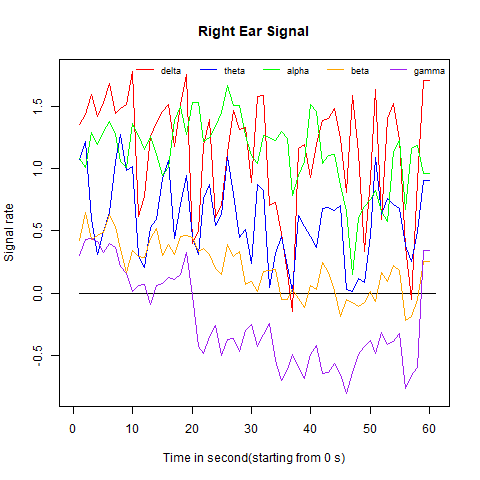 Right Ear Signal
delta theta alpha beta gamma
Signal rate
1.5
1.0
0.5
0.0
-0.5
0 10 20 30 40 50 60
Time in second(starting from 0 s)